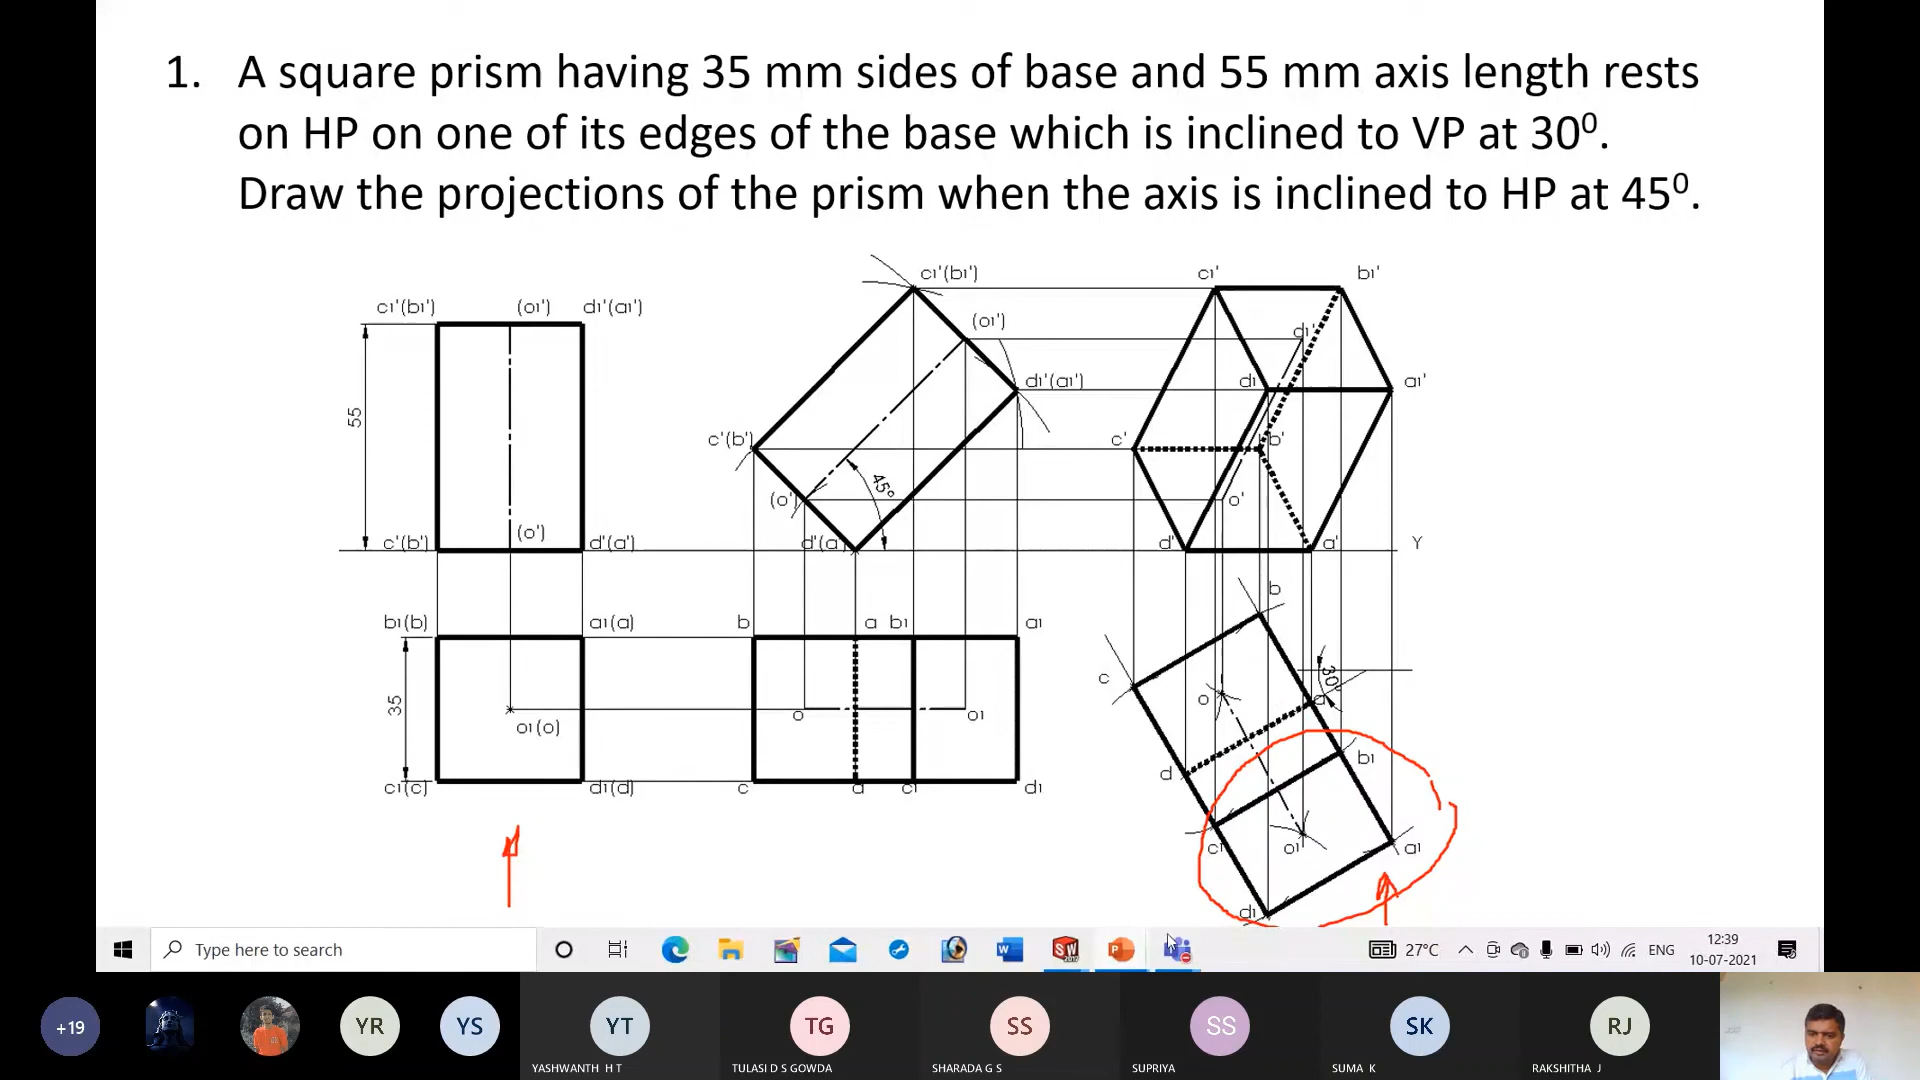 1. A square prism having 35 mm sides of base and 55 mm axis length rests
on HP on one of its edges of the base which is inclined to VP at 30⁰.
Draw the projections of the prism when the axis is inclined to HP at 45⁰.
c1'(b1') c1' b1'
c1'(b1') (o1') d1'(a1')
(o1') d1'
d1'(a1') d1 a1'
55
c'(b') c' b'
45°
(o') o'
(o')
c'(b') d'(a') d'(a) d' a' Y
b
b1(b) a1(a) b a b1 a1
30°
c
35 o a
o o1
o1(o)
d b1
c1(c) d1(d) c d c1 d1
c1 o1 a1
d1
Type here to search
SW
2017
27°C
ENG
12:39
10-07-2021
+19 YR YS YT TG SS SS SK RJ
YASHWANTH H T TULASI D S GOWDA SHARADA G S SUPRIYA SUMA K RAKSHITHA J